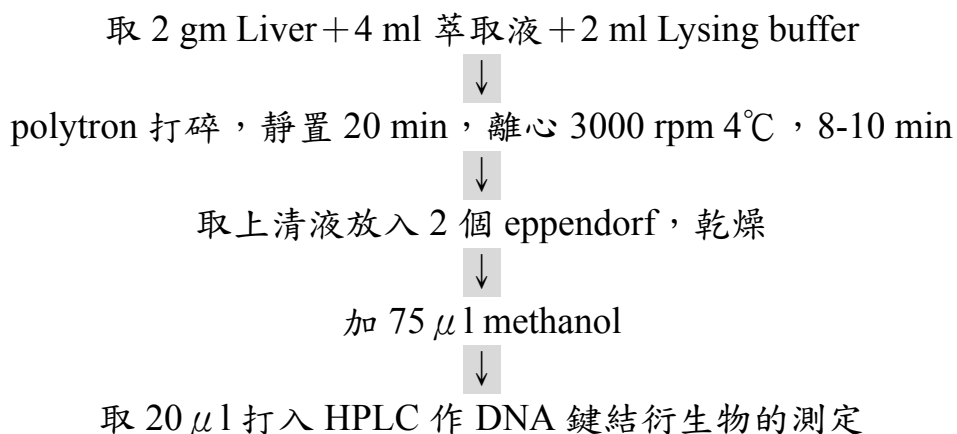 取 2 gm Liver＋4 ml 萃取液＋2 ml Lysing buffer
↓
polytron 打碎，靜置 20 min，離心 3000 rpm 4℃，8-10 min
↓
取上清液放入 2 個 eppendorf，乾燥
↓
加 75 μl methanol
↓
取 20 μl 打入 HPLC 作 DNA 鍵結衍生物的測定